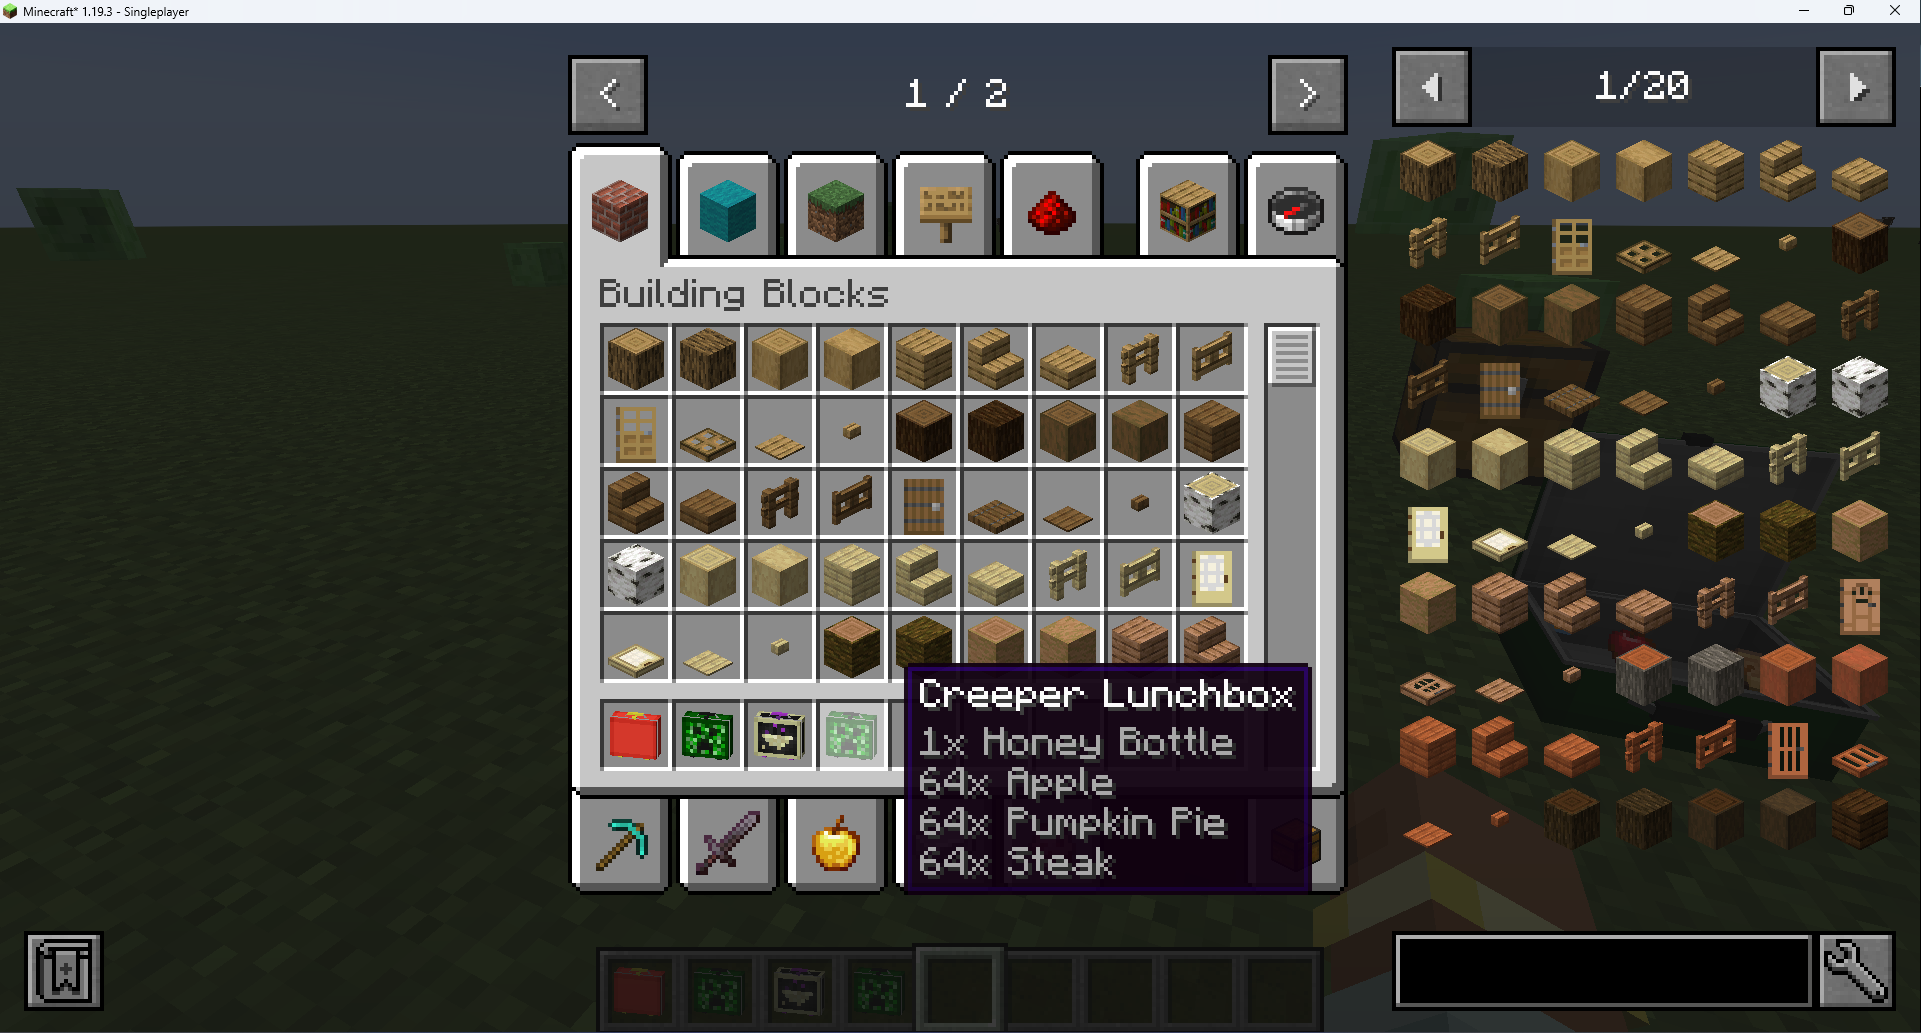 Minecraft* 1.19.3 - Singleplayer
< 1 / 2 >
1/20
Building Blocks
Creeper Lunchbox
1x Honey Bottle
64x Apple
64x Pumpkin Pie
64x Steak